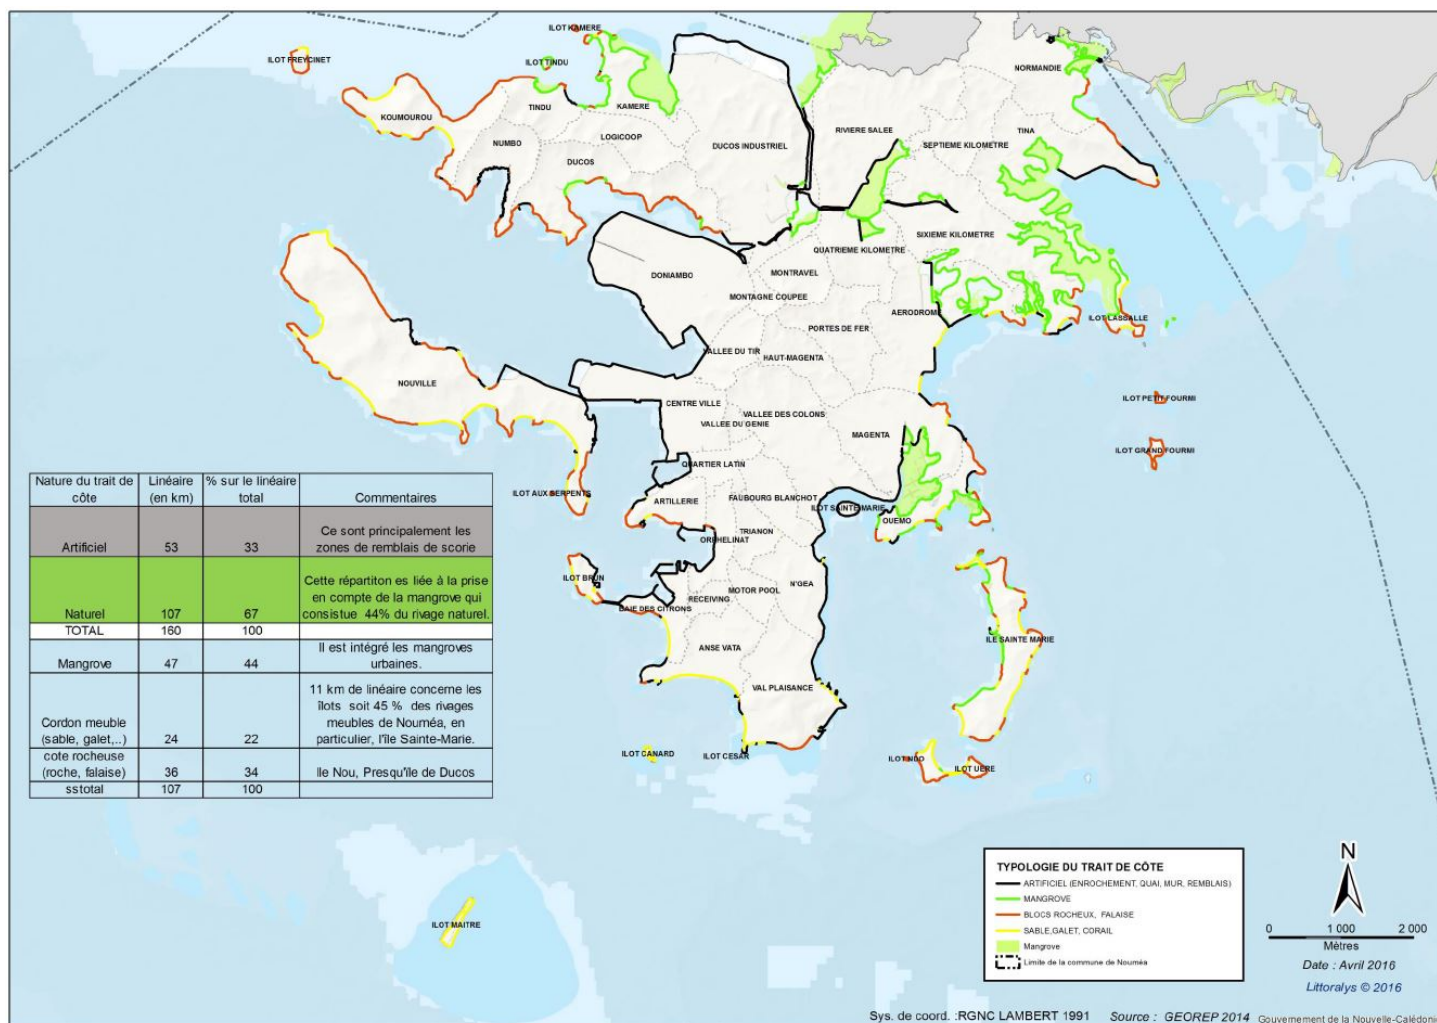 ILOT KAMERE
ILOT FREYCINET
ILOT TINDU
NORMANDIE
KOUMOUROU
TINDU
KAMERE
RIVIERE SALEE
TINA
NUMBO
LOGICOOP
DUCOS INDUSTRIEL
SEPTIEME KILOMETRE
DUCOS
SIXIEME KILOMETRE
QUATRIEME KILOMETRE
DONIAMBO
MONTRAVEL
MONTAGNE COUPEE
AERODROME
ILOT LASSALLE
PORTES DE FER
VALLEE DU TIR
HAUT-MAGENTA
NOUVILLE
CENTRE VILLE
VALLEE DES COLONS
ILOT PETIT FOURMI
VALLEE DU GENIE
MAGENTA
ILOT GRAND FOURMI
QUARTIER LATIN
ILOT AUX SERPENTS
ARTILLERIE
FAUBOURG BLANCHOT
ILOT SAINTE MARIE
OUEMO
TRIANON
ORPHELINAT
ILOT BRUN
N'GEA
MOTOR POOL
RECEIVING
BAIE DES CITRONS
ILE SAINTE MARIE
ANSE VATA
VAL PLAISANCE
ILOT CANARD
ILOT CESAR
ILOT NDO
ILOT UERE
ILOT MAITRE
Nature du trait de côte
Linéaire (en km)
% sur le linéaire total
Commentaires
Artificiel 53 33 Ce sont principalement les zones de remblais de scorie
Naturel 107 67 Cette répartiton es liée à la prise en compte de la mangrove qui consistue 44% du rivage naturel.
TOTAL 160 100
Mangrove 47 44 Il est intégré les mangroves urbaines.
Cordon meuble (sable, galet,..) 24 22 11 km de linéaire concerne les îlots soit 45 % des rivages meubles de Nouméa, en particulier, l'île Sainte-Marie.
cote rocheuse (roche, falaise) 36 34 Ile Nou, Presqu'île de Ducos
sstotal 107 100
TYPOLOGIE DU TRAIT DE CÔTE
ARTIFICIEL (ENROCHEMENT, QUAI, MUR, REMBLAIS)
MANGROVE
BLOCS ROCHEUX, FALAISE
SABLE,GALET, CORAIL
Mangrove
Limite de la commune de Nouméa
N
0 1 000 2 000
Mètres
Date : Avril 2016
Littoralys © 2016
Sys. de coord. :RGNC LAMBERT 1991 Source : GEOREP 2014 Gouvernement de la Nouvelle-Calédonie